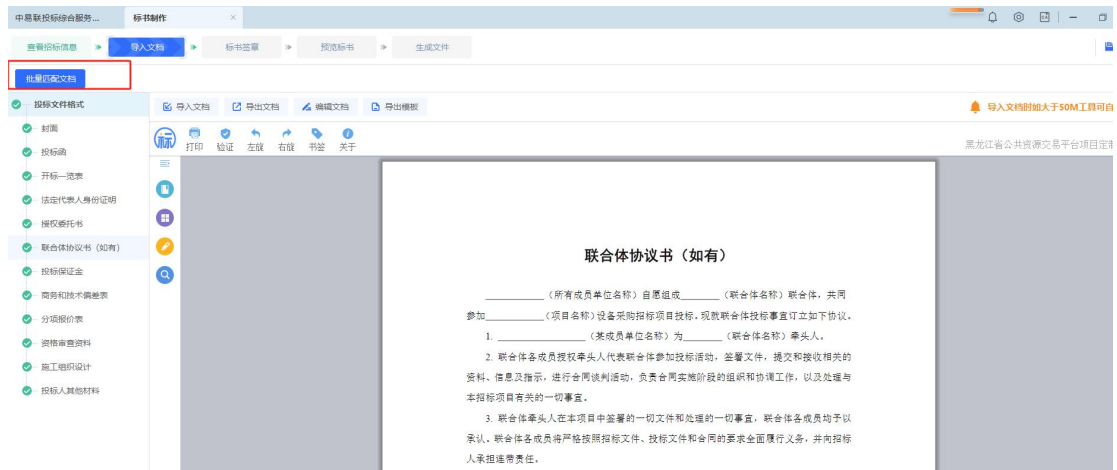 中易联投标综合服务...
标书制作
查看招标信息
导入文档
标书签章
预览标书
生成文件
批量匹配文档
投标文件格式
导入文档
导出文档
编辑文档
导出模板
导入文档时如大于50M工具可自
封面
投标函
开标一览表
法定代表人身份证明
授权委托书
联合体协议书（如有）
投标保证金
商务和技术偏差表
分项报价表
资格审查资料
施工组织设计
投标人其他材料
标
打印
验证
左旋
右旋
书签
关于
黑龙江省公共资源交易平台项目定制
联合体协议书（如有）
__________（所有成员单位名称）自愿组成_______（联合体名称）联合体，共同
参加__________（项目名称）设备采购招标项目投标。现就联合体投标事宜订立如下协议。
1. _______________（某成员单位名称）为_______（联合体名称）牵头人。
2. 联合体各成员授权牵头人代表联合体参加投标活动，签署文件，提交和接收相关的
资料、信息及指示，进行合同谈判活动，负责合同实施阶段的组织和协调工作，以及处理与
本招标项目有关的一切事宜。
3. 联合体牵头人在本项目中签署的一切文件和处理的一切事宜，联合体各成员均予以
承认。联合体各成员将严格按照招标文件、投标文件和合同的要求全面履行义务，并向招标
人承担连带责任。